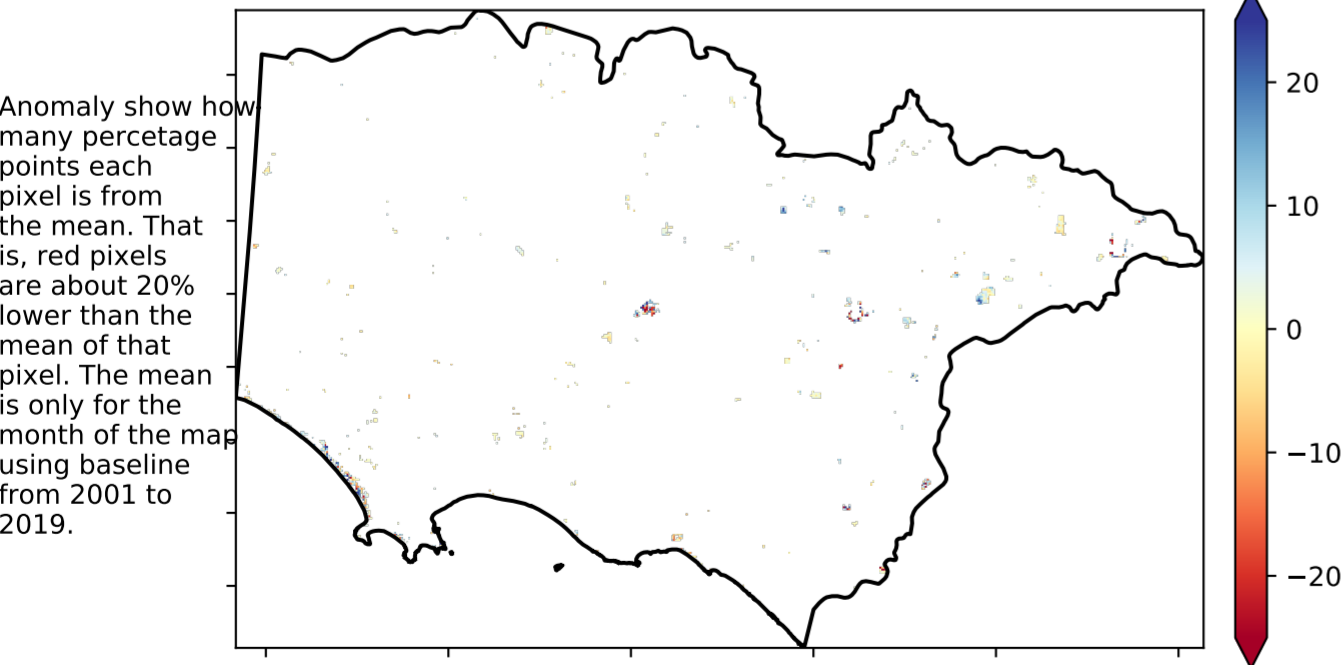 Anomaly show how
many percetage
points each
pixel is from
the mean. That
is, red pixels
are about 20%
lower than the
mean of that
pixel. The mean
is only for the
month of the map
using baseline
from 2001 to
2019.
20
10
0
−10
−20